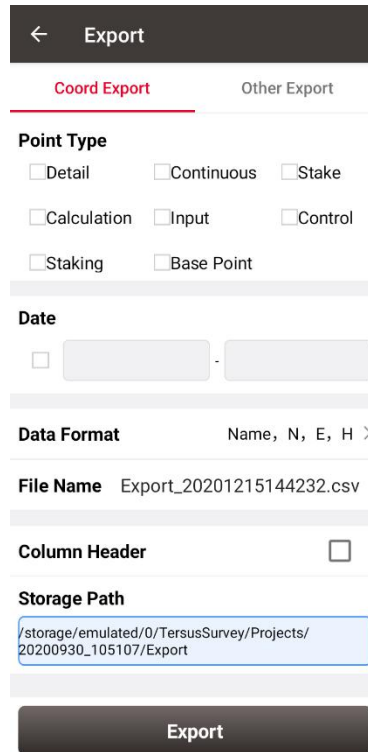 ← Export
Coord Export Other Export
Point Type
Detail Continuous Stake
Calculation Input Control
Staking Base Point
Date
-
Data Format Name，N，E，H >
File Name Export_20201215144232.csv
Column Header
Storage Path
/storage/emulated/0/TersusSurvey/Projects/
20200930_105107/Export
Export